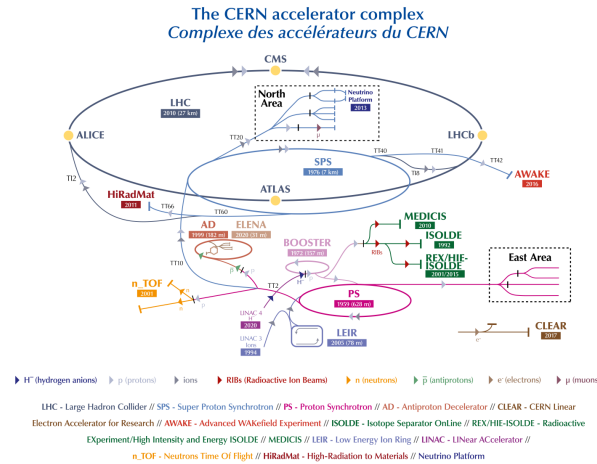 The CERN accelerator complex
Complexe des accélérateurs du CERN
CMS
North
Area
Neutrino
Platform
2013
LHC
2010 (27 km)
μ
ALICE
LHCb
TT20
TT40
TT41
SPS
1976 (7 km)
TI8
TT42
AWAKE
2016
TI2
HiRadMat
2011
TT66
ATLAS
TT60
AD
1999 (182 m)
ELENA
2020 (31 m)
MEDICIS
2010
BOOSTER
1972 (157 m)
ISOLDE
1992
RIBs
REX/HIE-
ISOLDE
2001/2015
East Area
TT10
p
p
H⁻
n_TOF
2001
n
n
p
TT2
PS
1959 (628 m)
LINAC 4
H⁻
2020
LINAC 3
Ions
1994
LEIR
2005 (78 m)
e⁻
CLEAR
2017
H⁻ (hydrogen anions)
p (protons)
ions
RIBs (Radioactive Ion Beams)
n (neutrons)
p̅ (antiprotons)
e⁻ (electrons)
μ (muons
LHC - Large Hadron Collider // SPS - Super Proton Synchrotron // PS - Proton Synchrotron // AD - Antiproton Decelerator // CLEAR - CERN Linear
Electron Accelerator for Research // AWAKE - Advanced WAKefield Experiment // ISOLDE - Isotope Separator OnLine // REX/HIE-ISOLDE - Radioactive
EXperiment/High Intensity and Energy ISOLDE // MEDICIS // LEIR - Low Energy Ion Ring // LINAC - LINear ACcelerator //
n_TOF - Neutrons Time Of Flight // HiRadMat - High-Radiation to Materials // Neutrino Platform